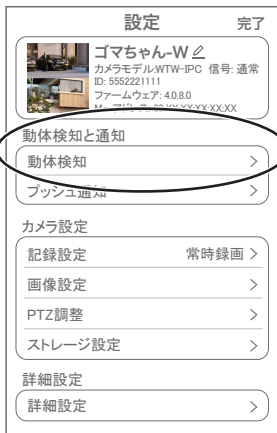 設定 完了
ゴマちゃん-W
カメラモデル:WTW-IPC 信号: 通常
ID: 5552221111
ファームウェア: 4.0.8.0
動体検知と通知
動体検知 >
プッシュ通知 >
カメラ設定
記録設定 常時録画 >
画像設定 >
PTZ調整 >
ストレージ設定 >
詳細設定
詳細設定 >